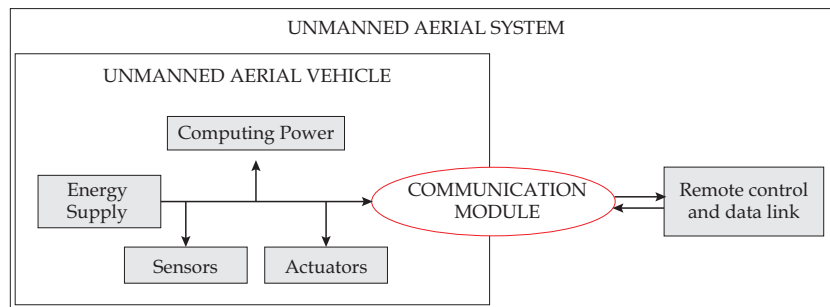 UNMANNED AERIAL SYSTEM
UNMANNED AERIAL VEHICLE
Computing Power
Energy
Supply
COMMUNICATION
MODULE
Remote control
and data link
Sensors
Actuators